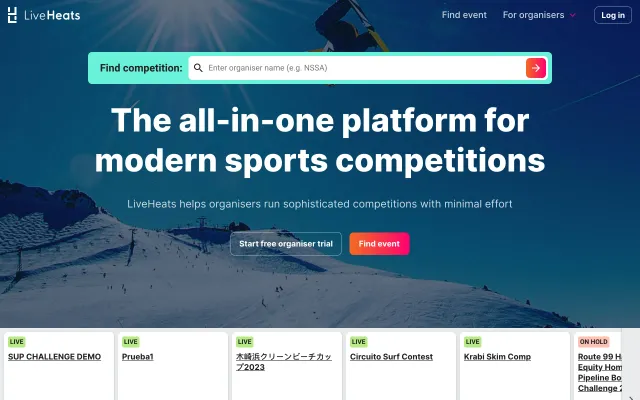 LiveHeats
Find event
For organisers
Log in
Find competition:
Enter organiser name (e.g. NSSA)
The all-in-one platform for
modern sports competitions
LiveHeats helps organisers run sophisticated competitions with minimal effort
Start free organiser trial
Find event
LIVE
SUP CHALLENGE DEMO
LIVE
Prueba1
LIVE
木崎浜クリーンビーチカッ
プ2023
LIVE
Circuito Surf Contest
LIVE
Krabi Skim Comp
ON HOLD
Route 99 H
Equity Hom
Pipeline Bo
Challenge 2